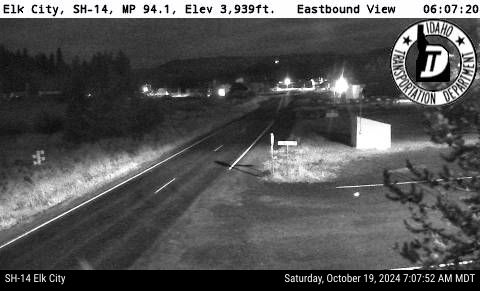 Elk City, SH-14, MP 94.1, Elev 3,939ft. Eastbound View 06:07:20
IDAHO
TRANSPORTATION DEPARTMENT
SH-14 Elk City Saturday, October 19, 2024 7:07:52 AM MDT